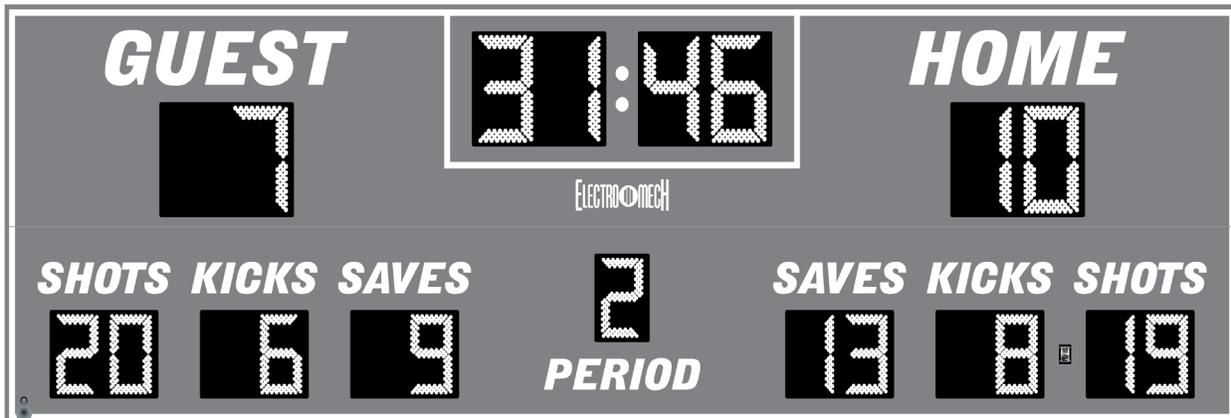 GUEST 31:46 HOME
7 10
ELECTRO MECH
SHOTS KICKS SAVES 2 SAVES KICKS SHOTS
20 6 9 13 8 19
PERIOD